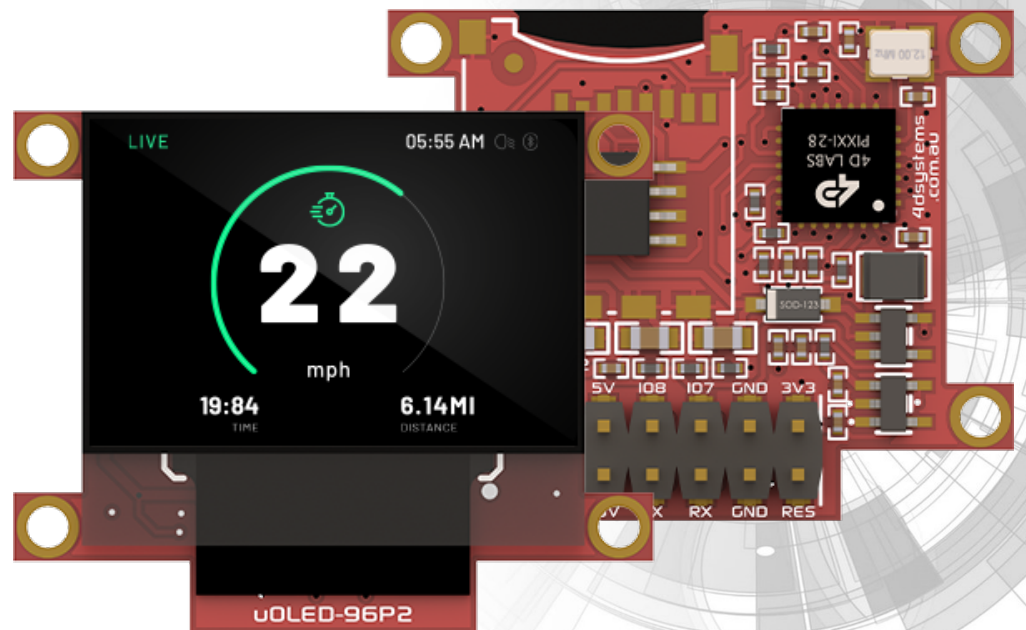 LIVE
05:55 AM
22
mph
19:84
TIME
6.14MI
DISTANCE
uOLED-96P2
12.00 Mhz
4D LABS
PIXXI-28
4dsystems
.com.au
SOD-123
5V IO8 IO7 GND 3V3
RX GND RES